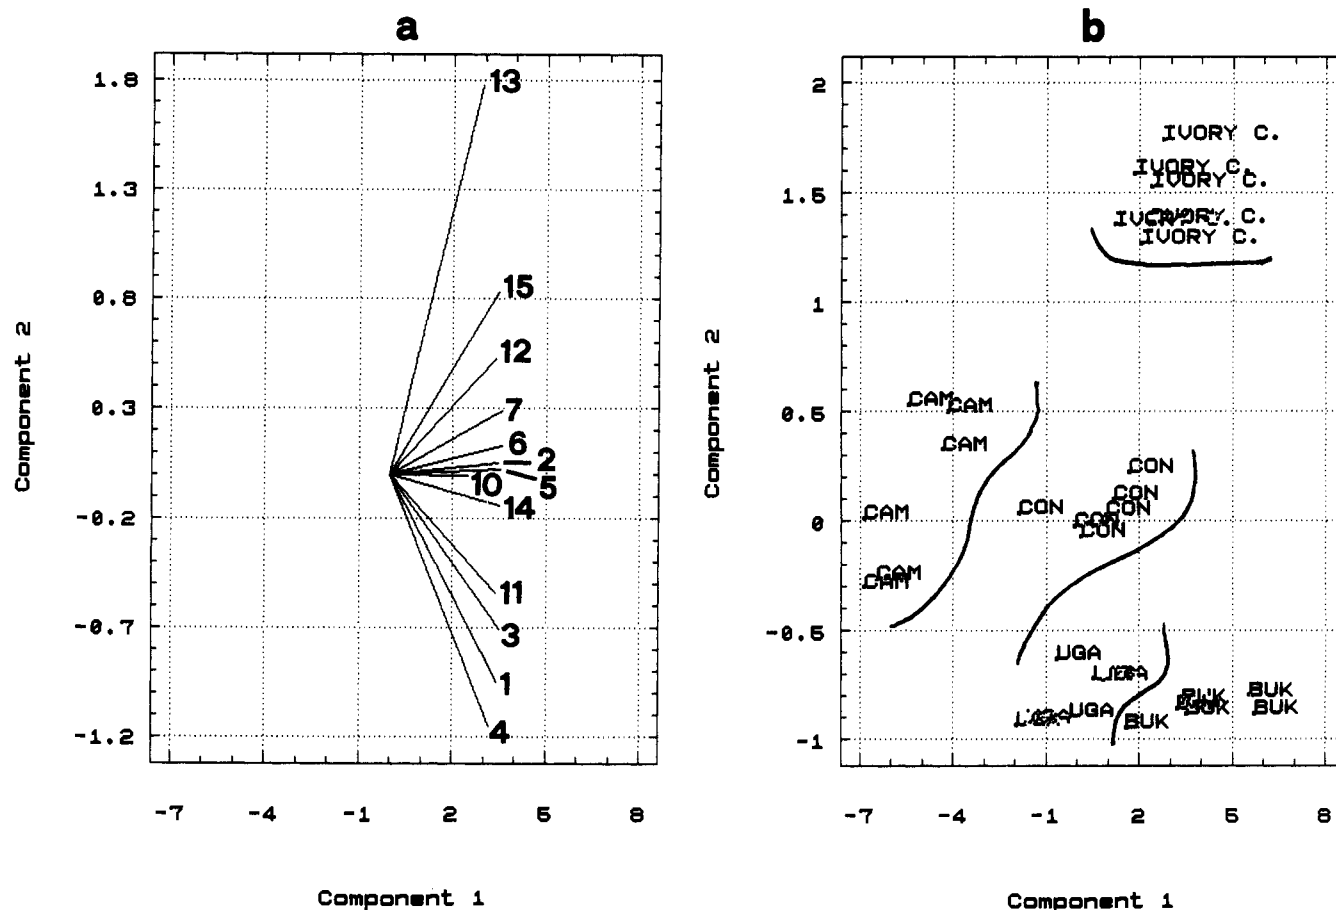 a
1.8
1.3
0.8
0.3
-0.2
-0.7
-1.2
Component 2
13
15
12
7
6
2
10
5
14
11
3
1
4
-7
-4
-1
2
5
8
Component 1
b
2
1.5
1
0.5
0
-0.5
-1
Component 2
IVORY C.
IVORY C.
IVORY C.
IVORY C.
IVORY C.
CAM CAM
CAM
CON
CON
CAM
CON CON
CON
CON
CAM
CAM
UGA
UGA
BUK
BUK
UGA
BUK
BUK
BUK
-7
-4
-1
2
5
8
Component 1